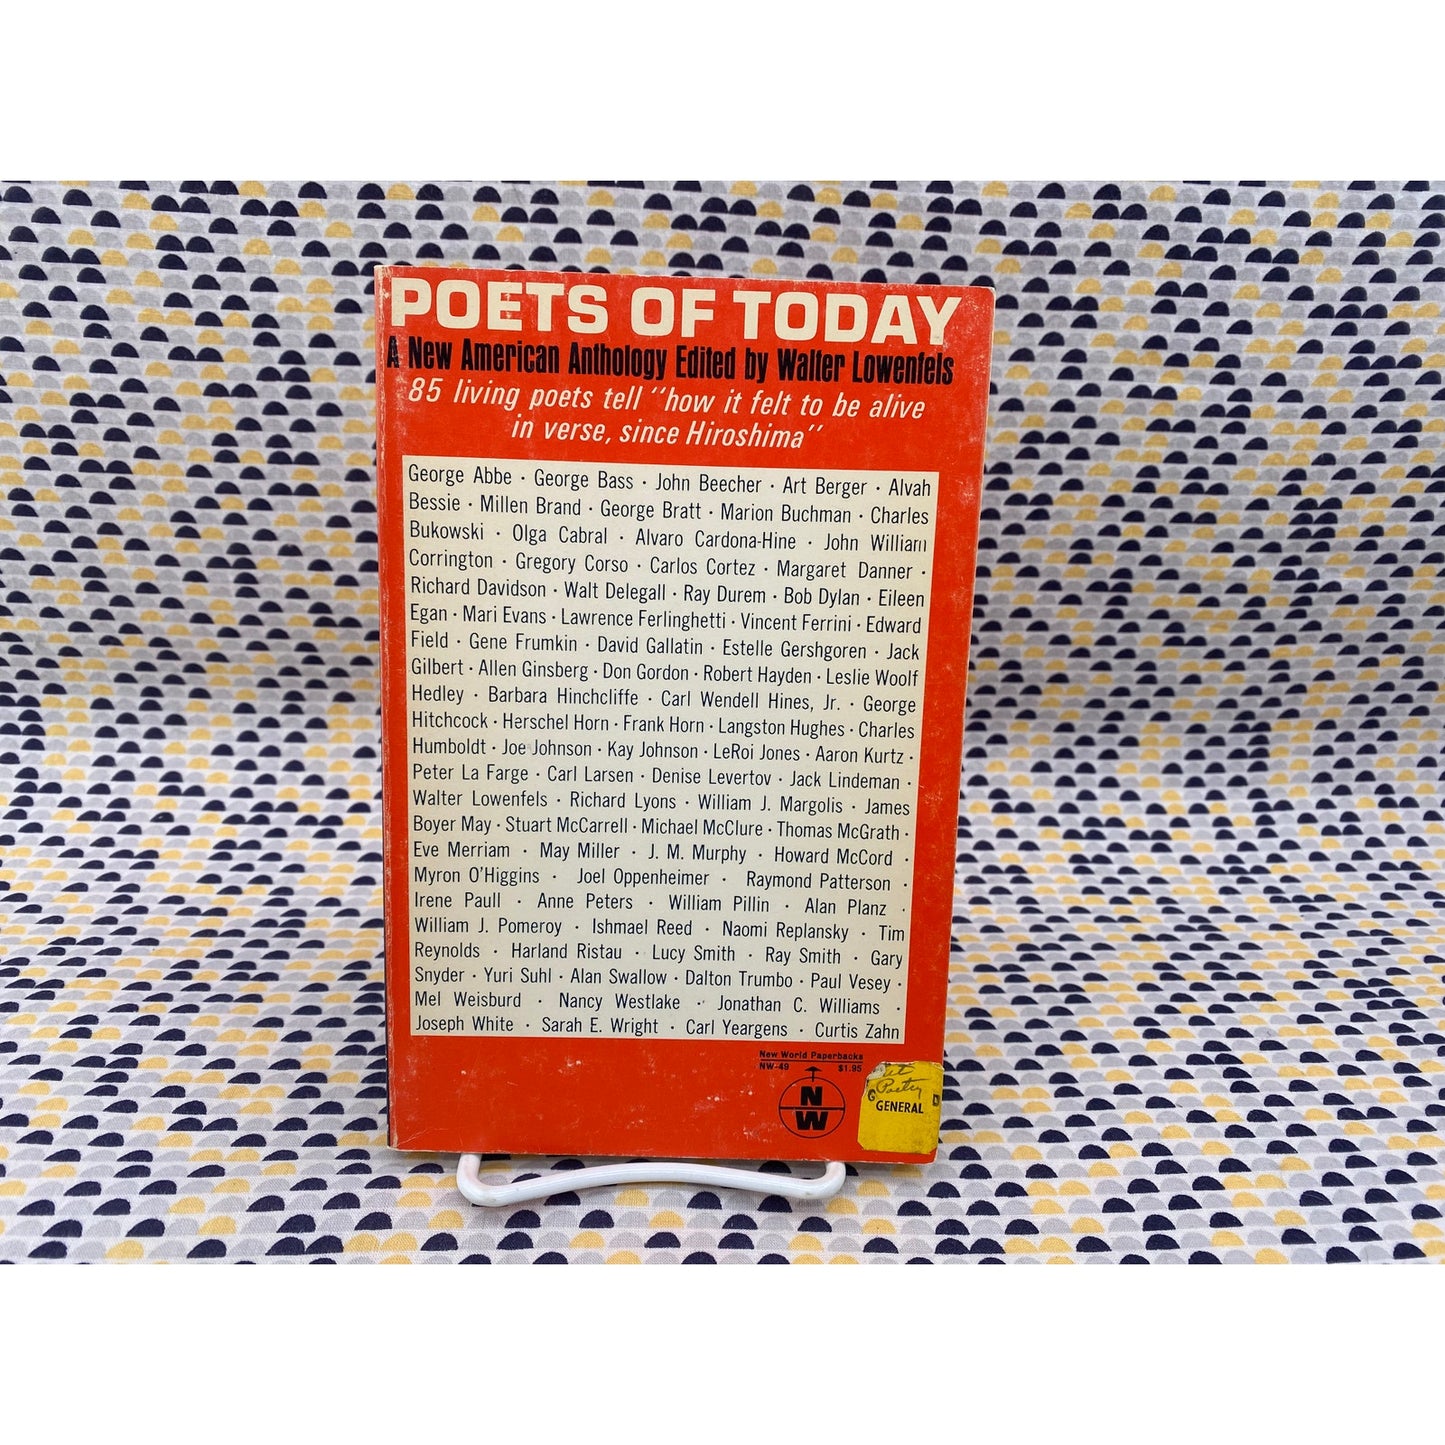 POETS OF TODAY
A New American Anthology Edited by Walter Lowenfels
85 living poets tell "how it felt to be alive
in verse, since Hiroshima"
George Abbe · George Bass · John Beecher · Art Berger · Alvah
Bessie · Millen Brand · George Bratt · Marion Buchman · Charles
Bukowski · Olga Cabral · Alvaro Cardona-Hine · John William
Corrington · Gregory Corso · Carlos Cortez · Margaret Danner ·
Richard Davidson · Walt Delegall · Ray Durem · Bob Dylan · Eileen
Egan · Mari Evans · Lawrence Ferlinghetti · Vincent Ferrini · Edward
Field · Gene Frumkin · David Gallatin · Estelle Gershgoren · Jack
Gilbert · Allen Ginsberg · Don Gordon · Robert Hayden · Leslie Woolf
Hedley · Barbara Hinchcliffe · Carl Wendell Hines, Jr. · George
Hitchcock · Herschel Horn · Frank Horn · Langston Hughes · Charles
Humboldt · Joe Johnson · Kay Johnson · LeRoi Jones · Aaron Kurtz ·
Peter La Farge · Carl Larsen · Denise Levertov · Jack Lindeman ·
Walter Lowenfels · Richard Lyons · William J. Margolis · James
Boyer May · Stuart McCarrell · Michael McClure · Thomas McGrath ·
Eve Merriam · May Miller · J. M. Murphy · Howard McCord ·
Myron O'Higgins · Joel Oppenheimer · Raymond Patterson ·
Irene Paull · Anne Peters · William Pillin · Alan Planz ·
William J. Pomeroy · Ishmael Reed · Naomi Replansky · Tim
Reynolds · Harland Ristau · Lucy Smith · Ray Smith · Gary
Snyder · Yuri Suhl · Alan Swallow · Dalton Trumbo · Paul Vesey ·
Mel Weisburd · Nancy Westlake · Jonathan C. Williams ·
Joseph White · Sarah E. Wright · Carl Yeargens · Curtis Zahn
New World Paperbacks
NW-49 $1.95
N
W
Poetry
G D
GENERAL